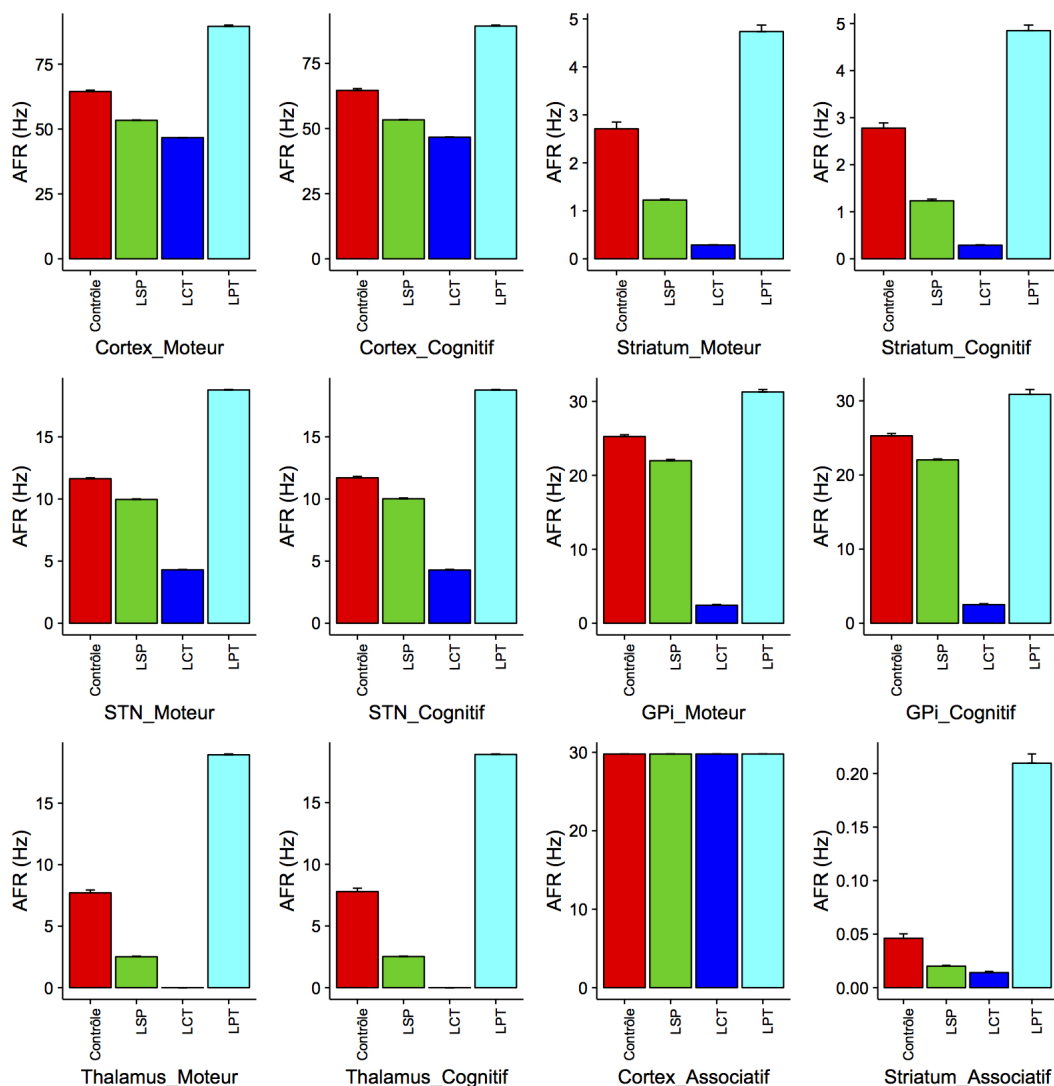 AFR (Hz)
75
50
25
0
Contrôle
LSP
LCT
LPT
Cortex_Moteur
AFR (Hz)
75
50
25
0
Contrôle
LSP
LCT
LPT
Cortex_Cognitif
AFR (Hz)
5
4
3
2
1
0
Contrôle
LSP
LCT
LPT
Striatum_Moteur
AFR (Hz)
5
4
3
2
1
0
Contrôle
LSP
LCT
LPT
Striatum_Cognitif
AFR (Hz)
15
10
5
0
Contrôle
LSP
LCT
LPT
STN_Moteur
AFR (Hz)
15
10
5
0
Contrôle
LSP
LCT
LPT
STN_Cognitif
AFR (Hz)
30
20
10
0
Contrôle
LSP
LCT
LPT
GPi_Moteur
AFR (Hz)
30
20
10
0
Contrôle
LSP
LCT
LPT
GPi_Cognitif
AFR (Hz)
15
10
5
0
Contrôle
LSP
LCT
LPT
Thalamus_Moteur
AFR (Hz)
15
10
5
0
Contrôle
LSP
LCT
LPT
Thalamus_Cognitif
AFR (Hz)
30
20
10
0
Contrôle
LSP
LCT
LPT
Cortex_Associatif
AFR (Hz)
0.20
0.15
0.10
0.05
0.00
Contrôle
LSP
LCT
LPT
Striatum_Associatif